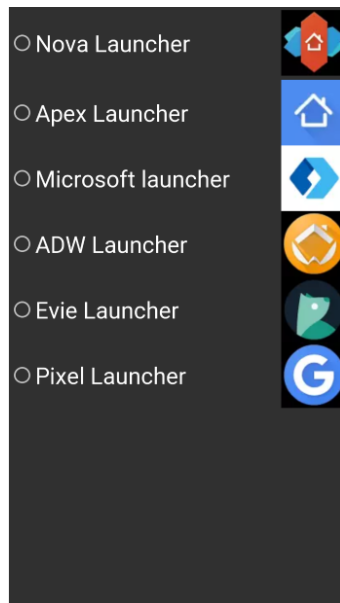 Nova Launcher
Apex Launcher
Microsoft launcher
ADW Launcher
Evie Launcher
Pixel Launcher
G